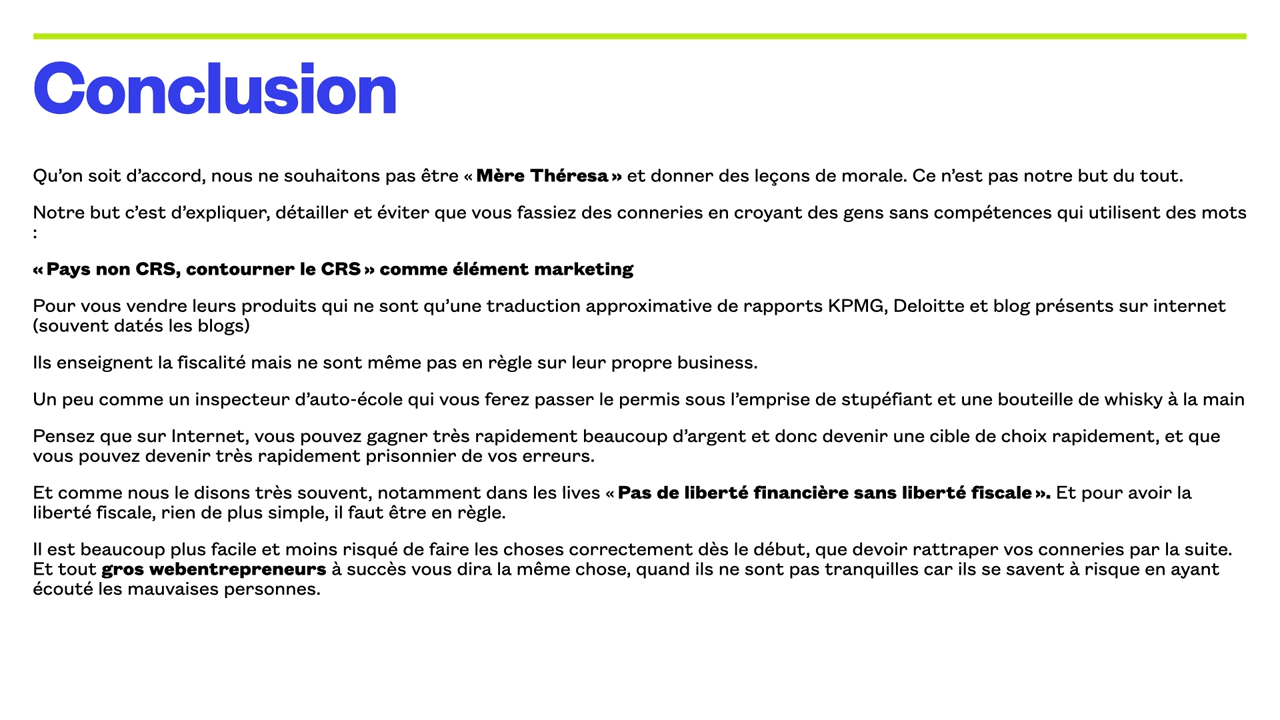 Conclusion
Qu’on soit d’accord, nous ne souhaitons pas être « Mère Théresa » et donner des leçons de morale. Ce n’est pas notre but du tout.
Notre but c’est d’expliquer, détailler et éviter que vous fassiez des conneries en croyant des gens sans compétences qui utilisent des mots
:
« Pays non CRS, contourner le CRS » comme élément marketing
Pour vous vendre leurs produits qui ne sont qu’une traduction approximative de rapports KPMG, Deloitte et blog présents sur internet
(souvent datés les blogs)
Ils enseignent la fiscalité mais ne sont même pas en règle sur leur propre business.
Un peu comme un inspecteur d’auto-école qui vous ferez passer le permis sous l’emprise de stupéfiant et une bouteille de whisky à la main
Pensez que sur Internet, vous pouvez gagner très rapidement beaucoup d’argent et donc devenir une cible de choix rapidement, et que
vous pouvez devenir très rapidement prisonnier de vos erreurs.
Et comme nous le disons très souvent, notamment dans les lives « Pas de liberté financière sans liberté fiscale ». Et pour avoir la
liberté fiscale, rien de plus simple, il faut être en règle.
Il est beaucoup plus facile et moins risqué de faire les choses correctement dès le début, que devoir rattraper vos conneries par la suite.
Et tout gros webentrepreneurs à succès vous dira la même chose, quand ils ne sont pas tranquilles car ils se savent à risque en ayant
écouté les mauvaises personnes.